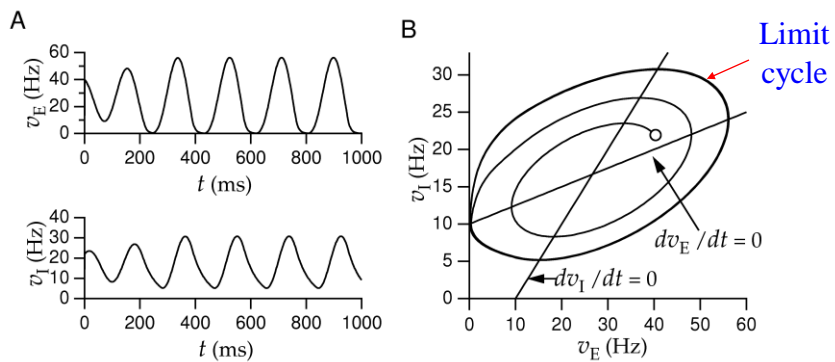 A
60
40
20
0
v_E (Hz)
0 200 400 600 800 1000
t (ms)
40
30
20
10
0
v_I (Hz)
0 200 400 600 800 1000
t (ms)
B
Limit
cycle
30
25
20
15
10
5
0
v_I (Hz)
dv_E /dt = 0
dv_I /dt = 0
0 10 20 30 40 50 60
v_E (Hz)